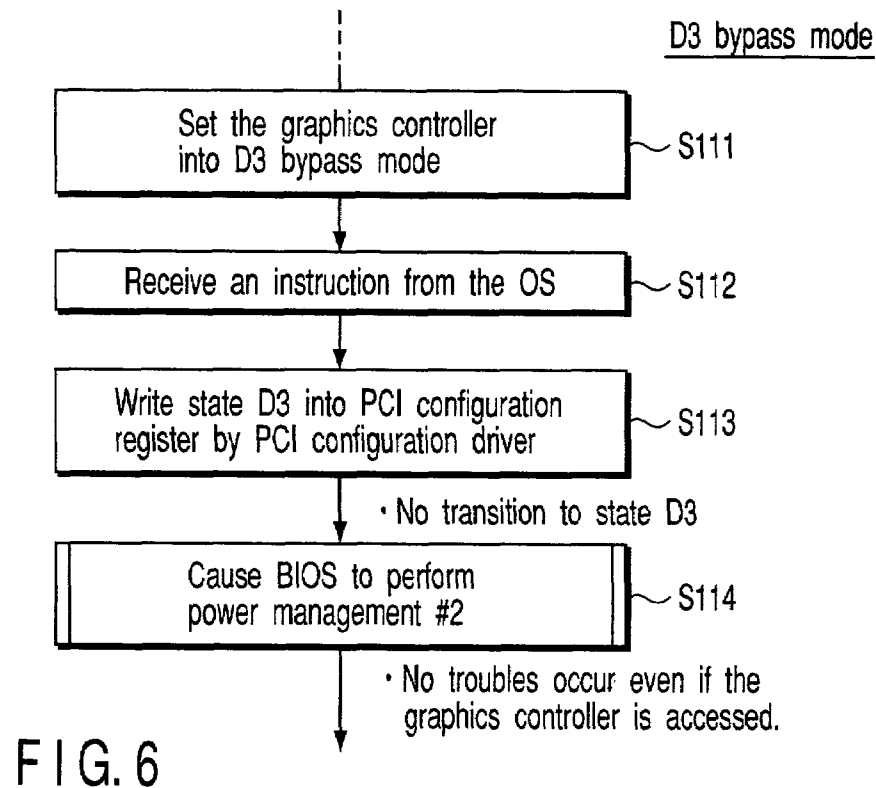 D3 bypass mode
Set the graphics controller
into D3 bypass mode
S111
Receive an instruction from the OS
S112
Write state D3 into PCI configuration
register by PCI configuration driver
S113
・No transition to state D3
Cause BIOS to perform
power management #2
S114
・No troubles occur even if the
graphics controller is accessed.
FIG. 6